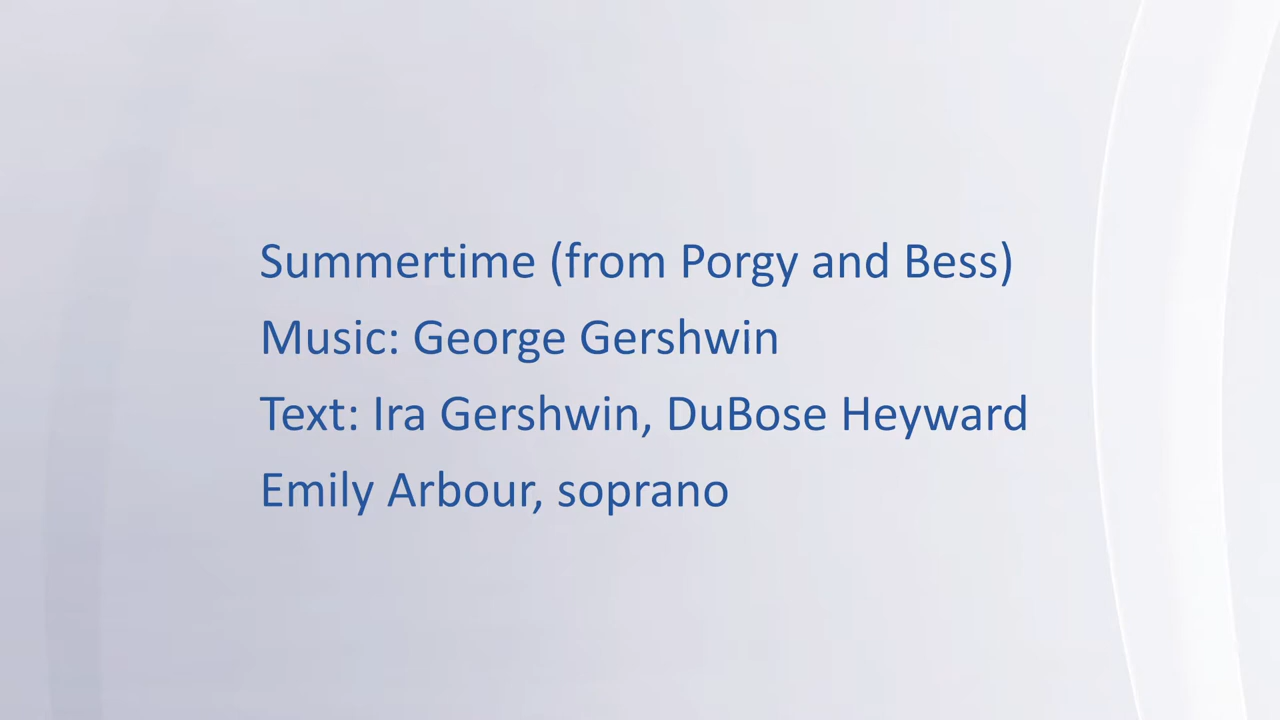 Summertime (from Porgy and Bess)
Music: George Gershwin
Text: Ira Gershwin, DuBose Heyward
Emily Arbour, soprano